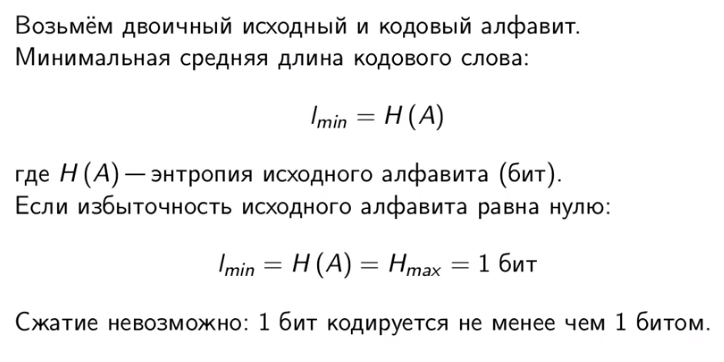 Возьмём двоичный исходный и кодовый алфавит.
Минимальная средняя длина кодового слова:
l_min = H (A)
где H (A) — энтропия исходного алфавита (бит).
Если избыточность исходного алфавита равна нулю:
l_min = H (A) = H_max = 1 бит
Сжатие невозможно: 1 бит кодируется не менее чем 1 битом.